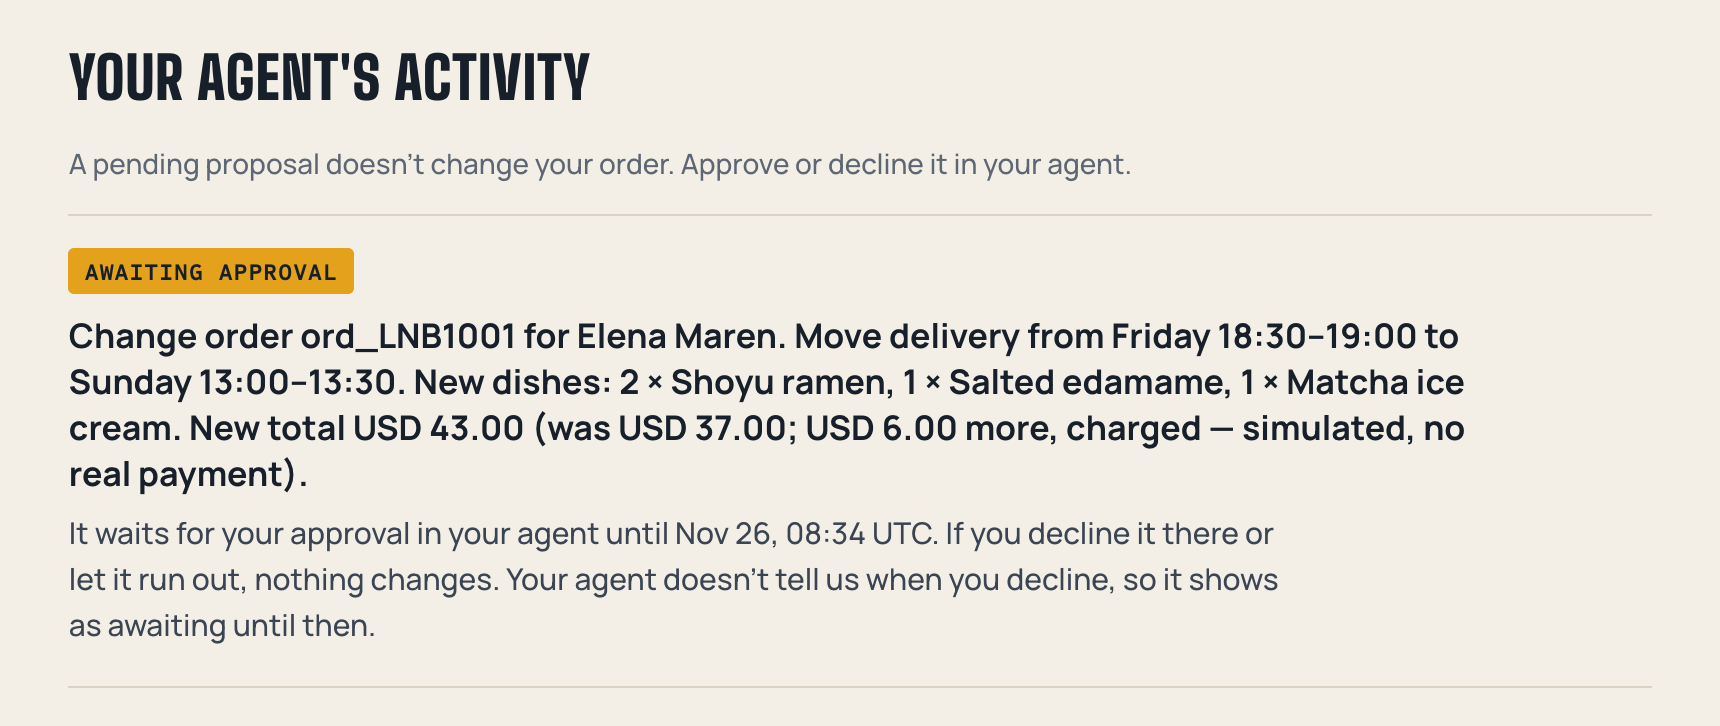 YOUR AGENT'S ACTIVITY
A pending proposal doesn’t change your order. Approve or decline it in your agent.
AWAITING APPROVAL
Change order ord_LNB1001 for Elena Maren. Move delivery from Friday 18:30–19:00 to
Sunday 13:00–13:30. New dishes: 2 × Shoyu ramen, 1 × Salted edamame, 1 × Matcha ice
cream. New total USD 43.00 (was USD 37.00; USD 6.00 more, charged — simulated, no
real payment).
It waits for your approval in your agent until Nov 26, 08:34 UTC. If you decline it there or
let it run out, nothing changes. Your agent doesn’t tell us when you decline, so it shows
as awaiting until then.